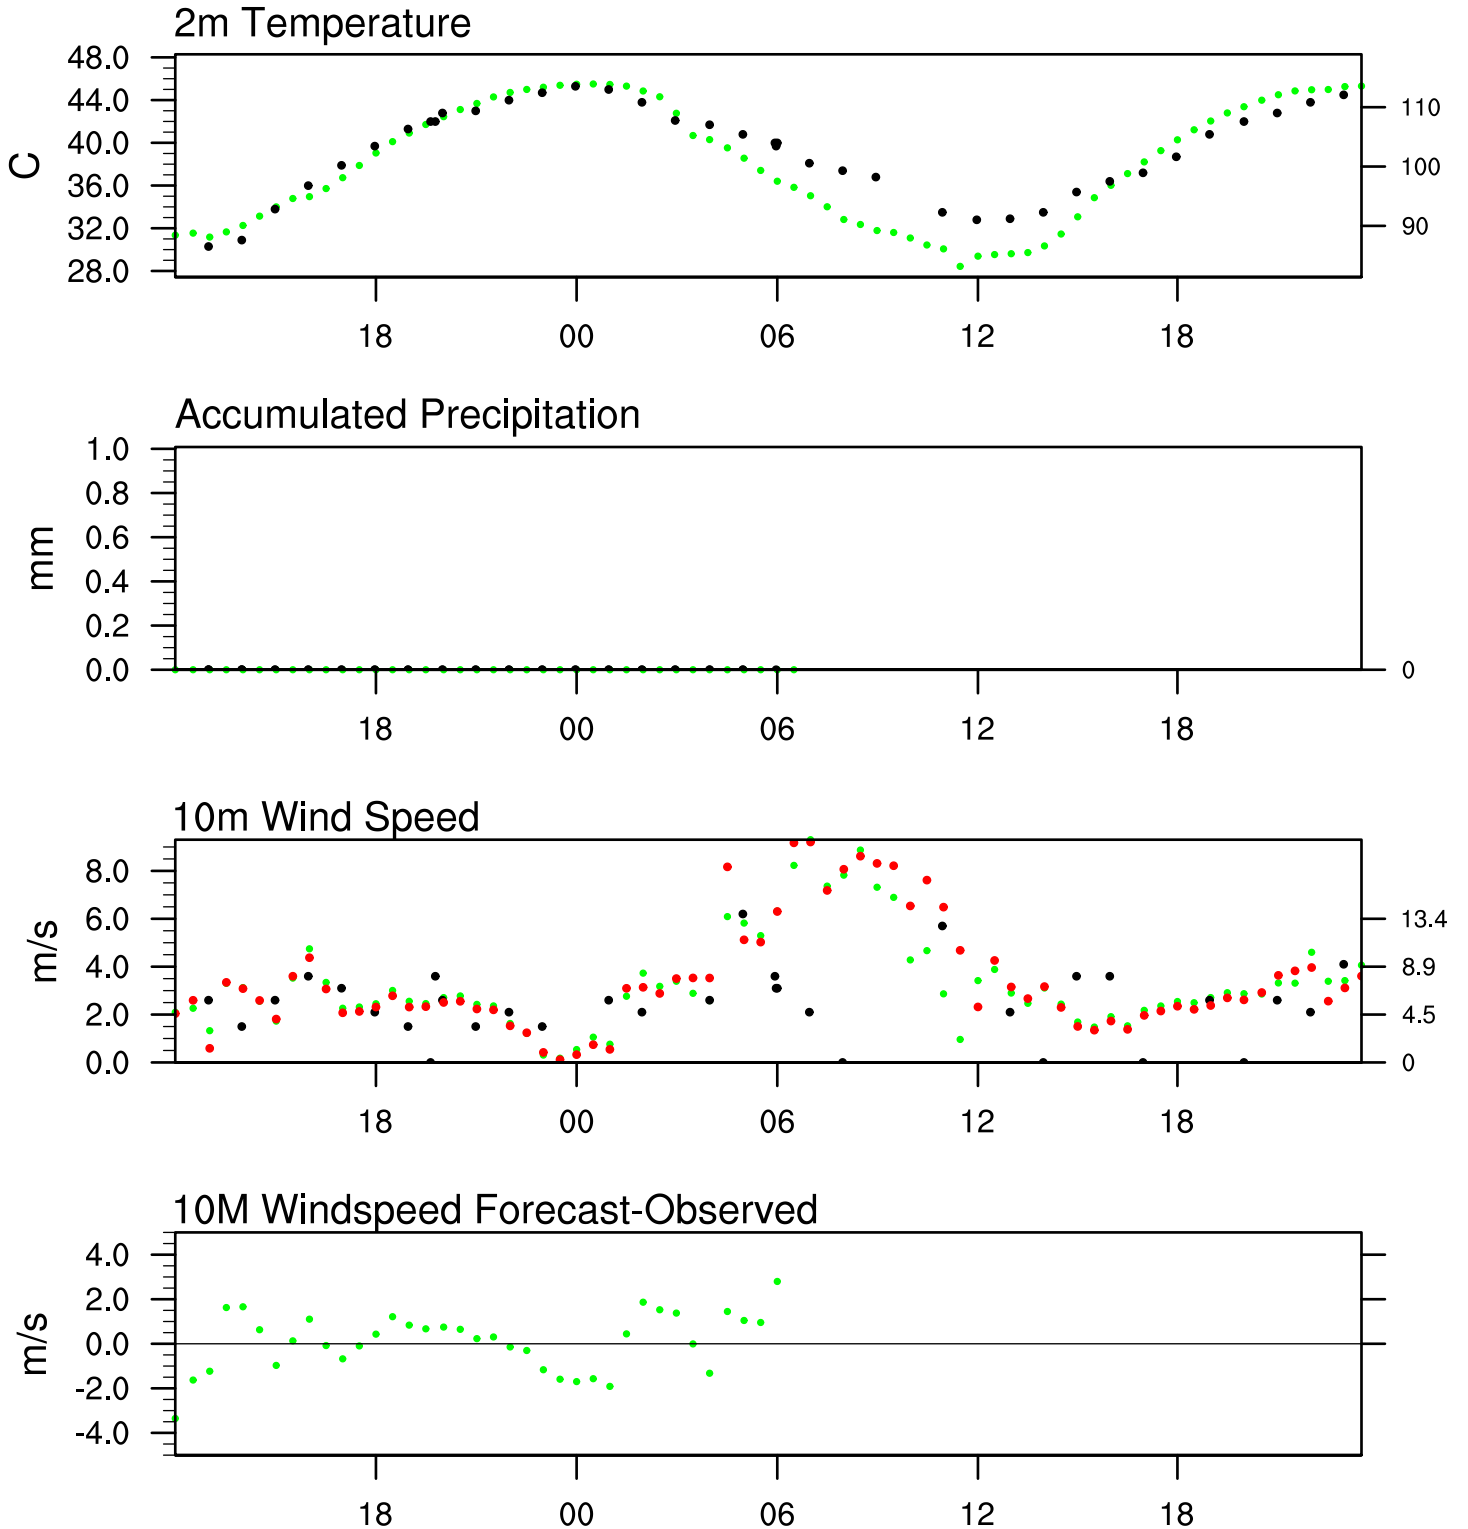 2m Temperature
48.0
44.0
40.0
36.0
32.0
28.0
C
110
100
90
18 00 06 12 18
Accumulated Precipitation
1.0
0.8
0.6
0.4
0.2
0.0
mm
0
18 00 06 12 18
10m Wind Speed
8.0
6.0
4.0
2.0
0.0
m/s
13.4
8.9
4.5
0
18 00 06 12 18
10M Windspeed Forecast-Observed
4.0
2.0
0.0
-2.0
-4.0
m/s
18 00 06 12 18